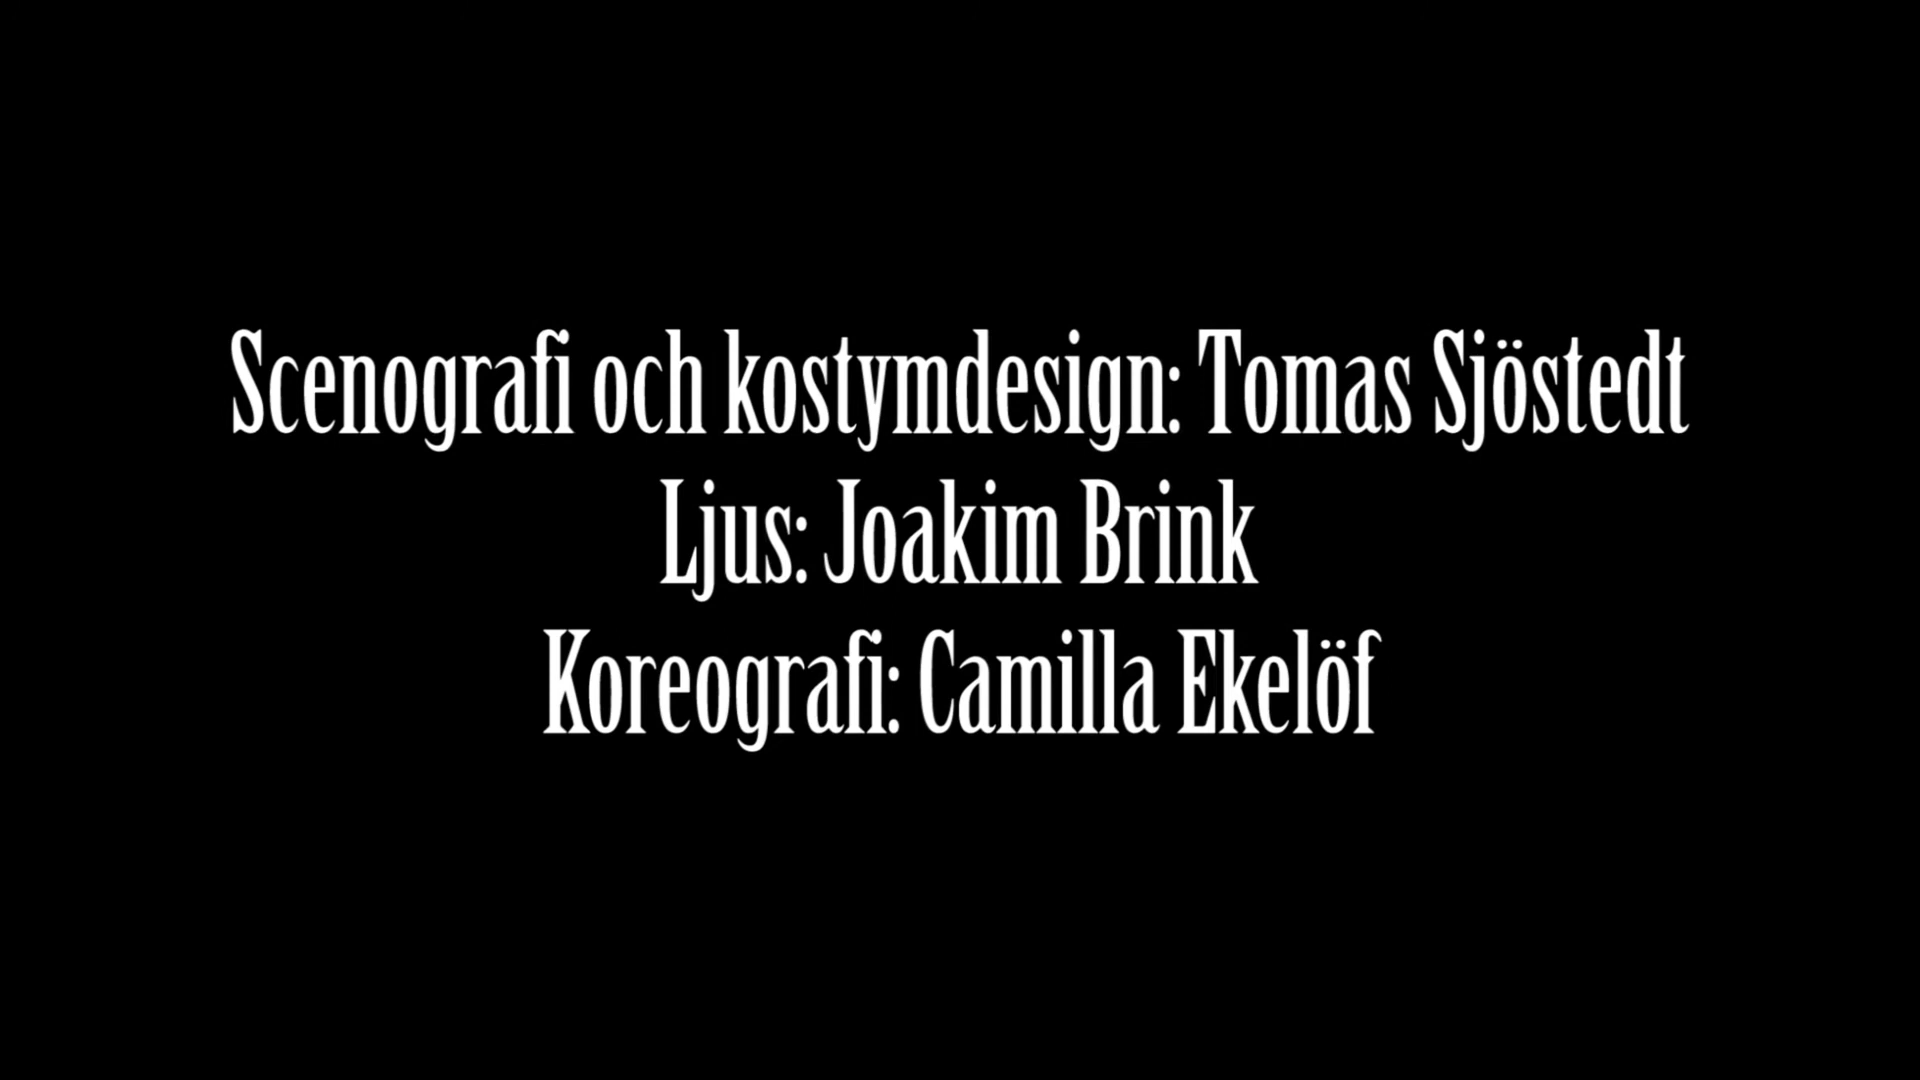 Scenografi och kostymdesign: Tomas Sjöstedt
Ljus: Joakim Brink
Koreografi: Camilla Ekelöf